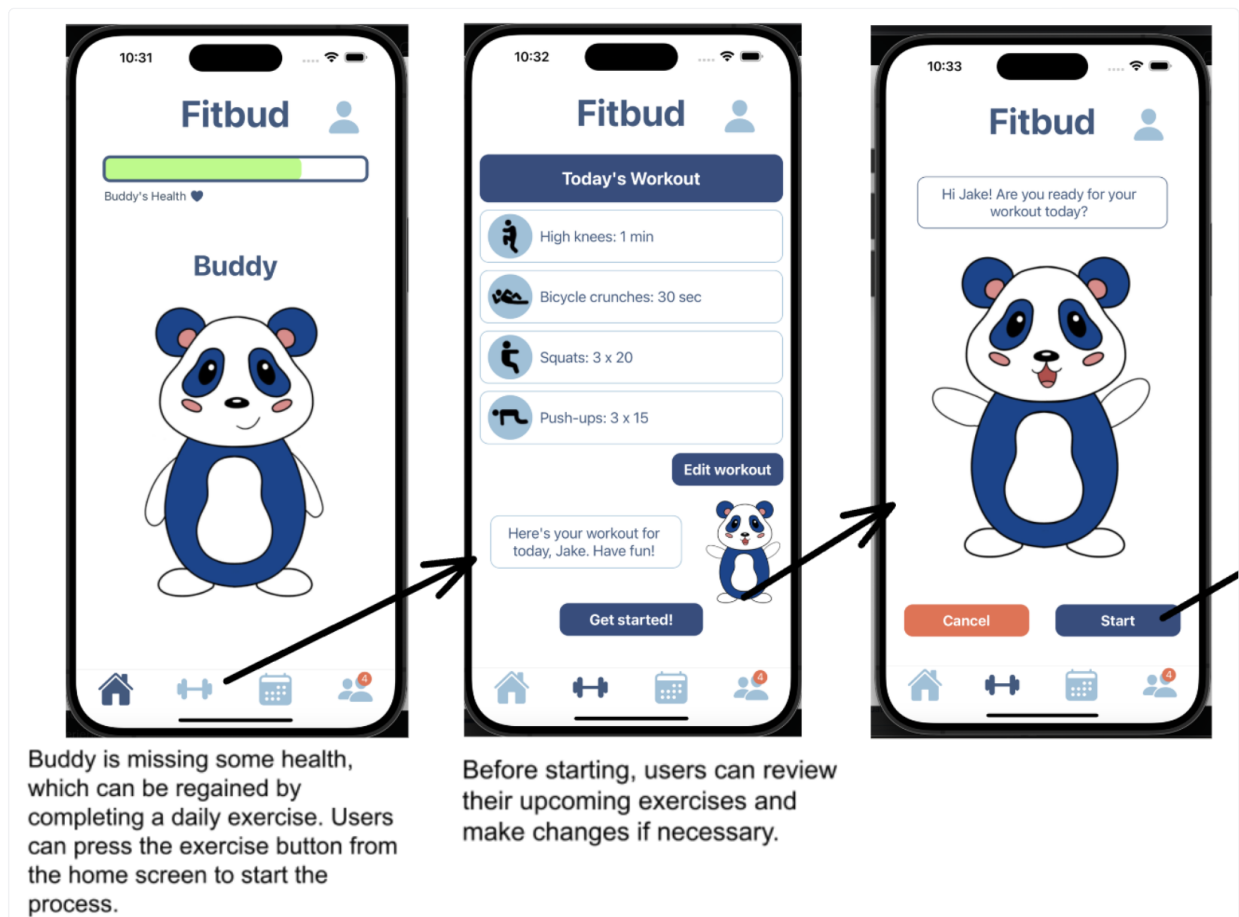 10:31
Fitbud
Buddy's Health
Buddy
10:32
Fitbud
Today's Workout
High knees: 1 min
Bicycle crunches: 30 sec
Squats: 3 x 20
Push-ups: 3 x 15
Edit workout
Here's your workout for
today, Jake. Have fun!
Get started!
4
4
10:33
Fitbud
Hi Jake! Are you ready for your
workout today?
Cancel
Start
4
Buddy is missing some health,
which can be regained by
completing a daily exercise. Users
can press the exercise button from
the home screen to start the
process.
Before starting, users can review
their upcoming exercises and
make changes if necessary.